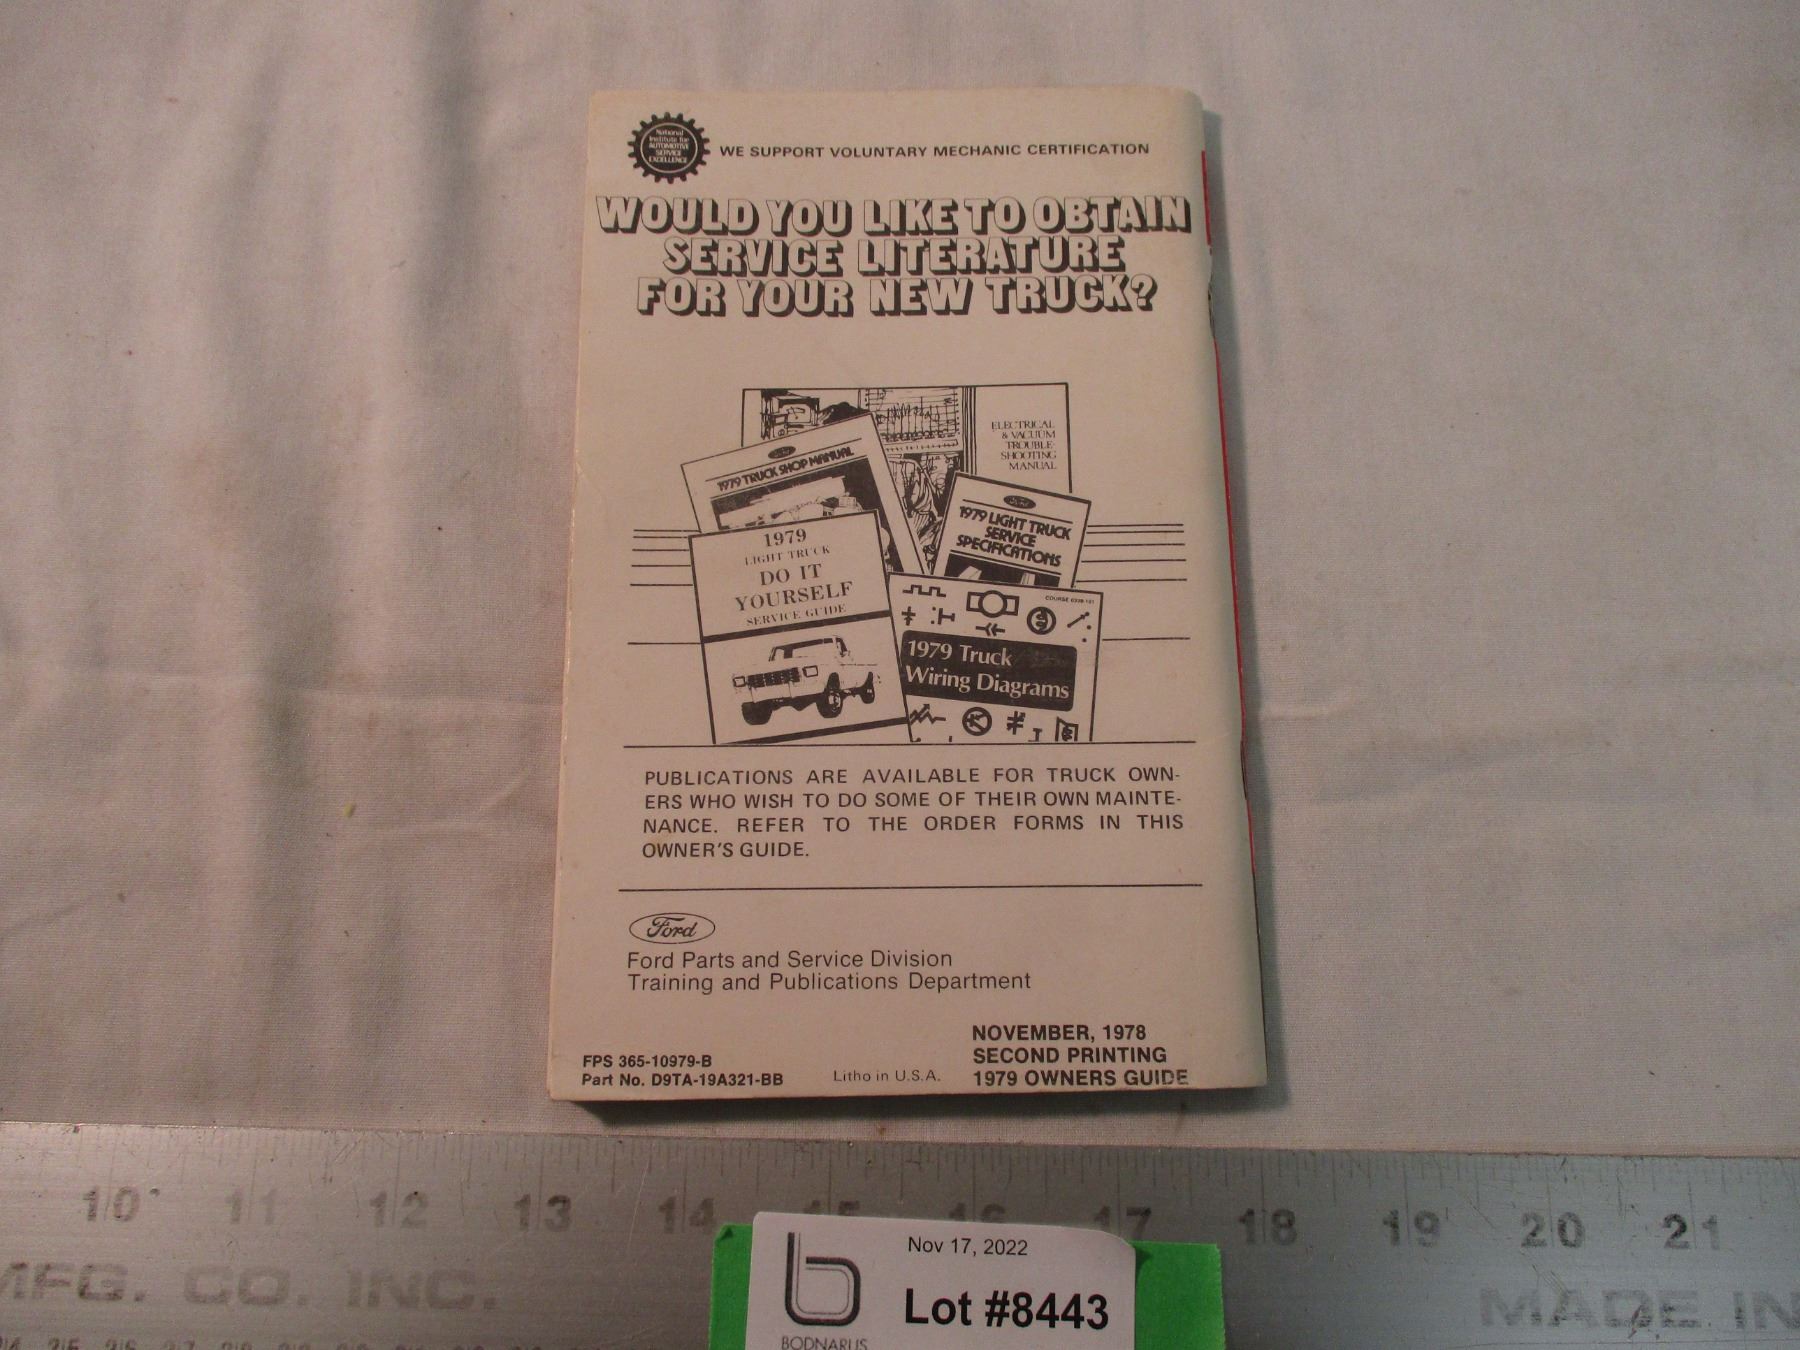 National
Institute for
AUTOMOTIVE
SERVICE
EXCELLENCE
WE SUPPORT VOLUNTARY MECHANIC CERTIFICATION
WOULD YOU LIKE TO OBTAIN
SERVICE LITERATURE
FOR YOUR NEW TRUCK?
ELECTRICAL
& VACUUM
TROUBLE-
SHOOTING
MANUAL
Ford
1979 TRUCK SHOP MANUAL
Ford
1979 LIGHT TRUCK
SERVICE
SPECIFICATIONS
1979
LIGHT TRUCK
DO IT
YOURSELF
SERVICE GUIDE
1979 Truck
Wiring Diagrams
PUBLICATIONS ARE AVAILABLE FOR TRUCK OWN-
ERS WHO WISH TO DO SOME OF THEIR OWN MAINTE-
NANCE. REFER TO THE ORDER FORMS IN THIS
OWNER'S GUIDE.
Ford
Ford Parts and Service Division
Training and Publications Department
NOVEMBER, 1978
SECOND PRINTING
1979 OWNERS GUIDE
FPS 365-10979-B
Part No. D9TA-19A321-BB
Litho in U.S.A.
10 11 12 13 14 15 16 17 18 19 20 21
MFG. CO. INC.
MADE IN
Nov 17, 2022
Lot #8443
BODNARUS